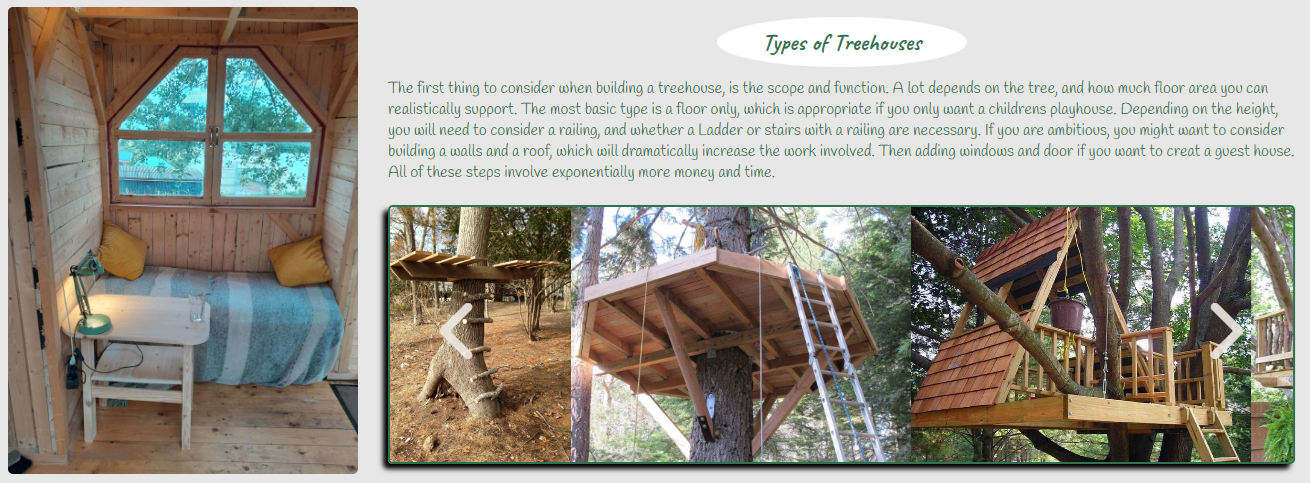 Types of Treehouses
The first thing to consider when building a treehouse, is the scope and function. A lot depends on the tree, and how much floor area you can
realistically support. The most basic type is a floor only, which is appropriate if you only want a childrens playhouse. Depending on the height,
you will need to consider a railing, and whether a Ladder or stairs with a railing are necessary. If you are ambitious, you might want to consider
building a walls and a roof, which will dramatically increase the work involved. Then adding windows and door if you want to creat a guest house.
All of these steps involve exponentially more money and time.